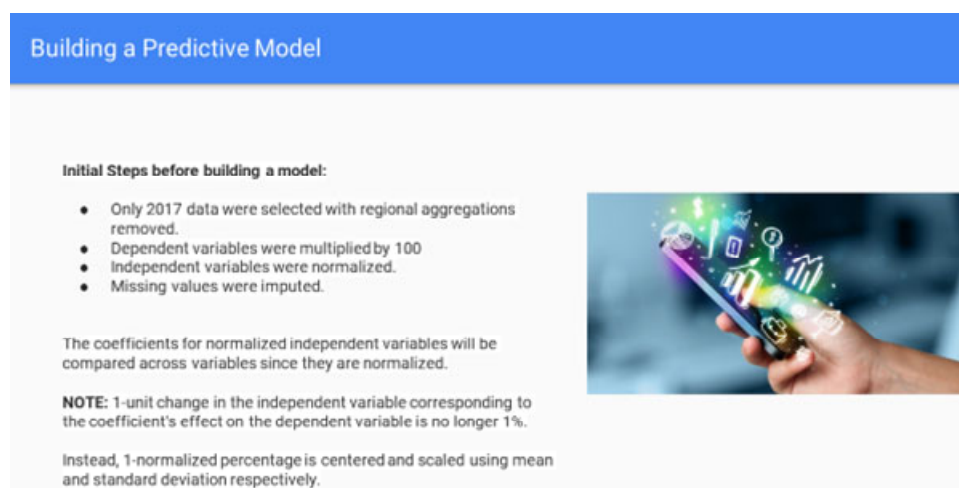 Building a Predictive Model
Initial Steps before building a model:
● Only 2017 data were selected with regional aggregations
removed.
● Dependent variables were multiplied by 100
● Independent variables were normalized.
● Missing values were imputed.
The coefficients for normalized independent variables will be
compared across variables since they are normalized.
NOTE: 1-unit change in the independent variable corresponding to
the coefficient's effect on the dependent variable is no longer 1%.
Instead, 1-normalized percentage is centered and scaled using mean
and standard deviation respectively.